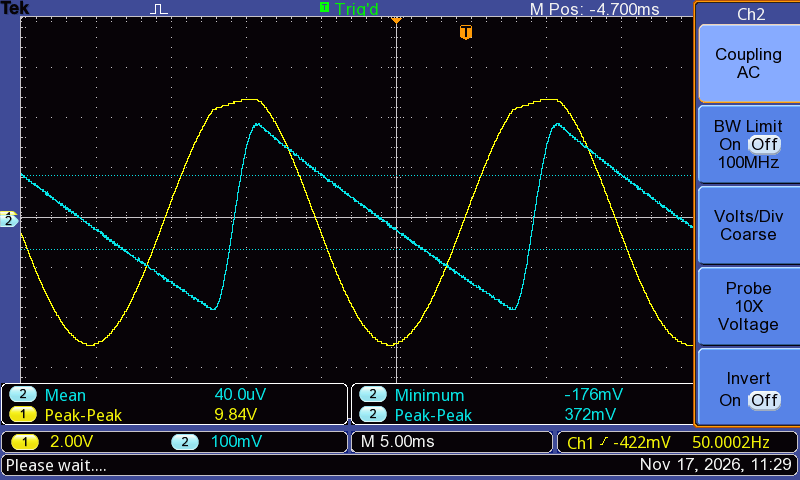 Tek
T Trig'd
M Pos: -4.700ms
Ch2
T
Coupling
AC
BW Limit
On Off
100MHz
2
Volts/Div
Coarse
Probe
10X
Voltage
Invert
On Off
2 Mean 40.0uV
1 Peak-Peak 9.84V
2 Minimum -176mV
2 Peak-Peak 372mV
1 2.00V 2 100mV M 5.00ms Ch1 -422mV 50.0002Hz
Please wait.... Nov 17, 2026, 11:29